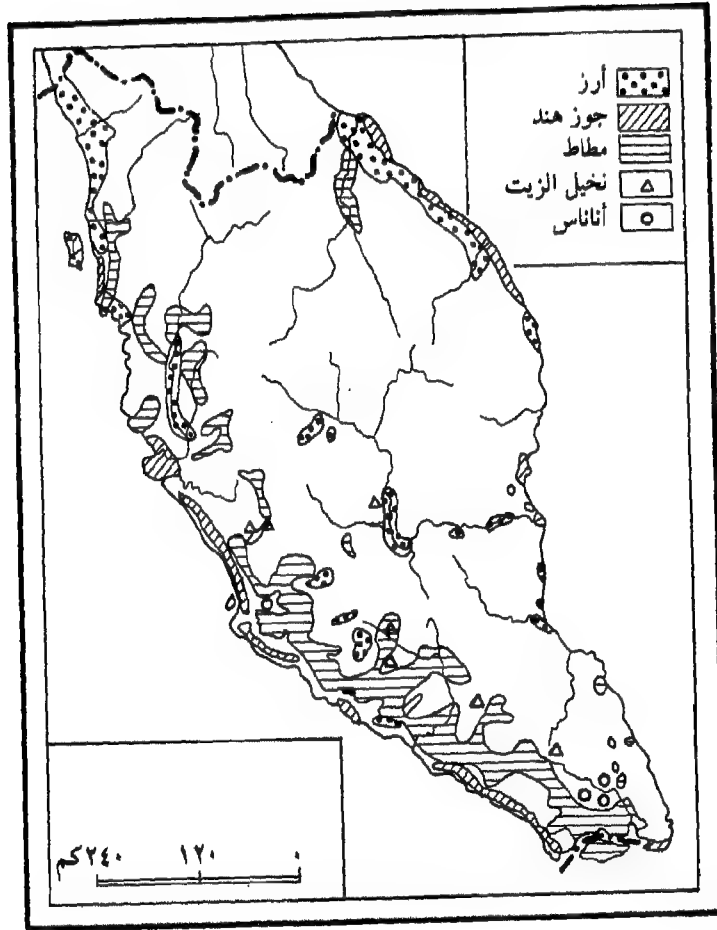 أرز
جوز هند
مطاط
نخيل الزيت
أناناس
٠ ١٢٠ ٢٤٠كم